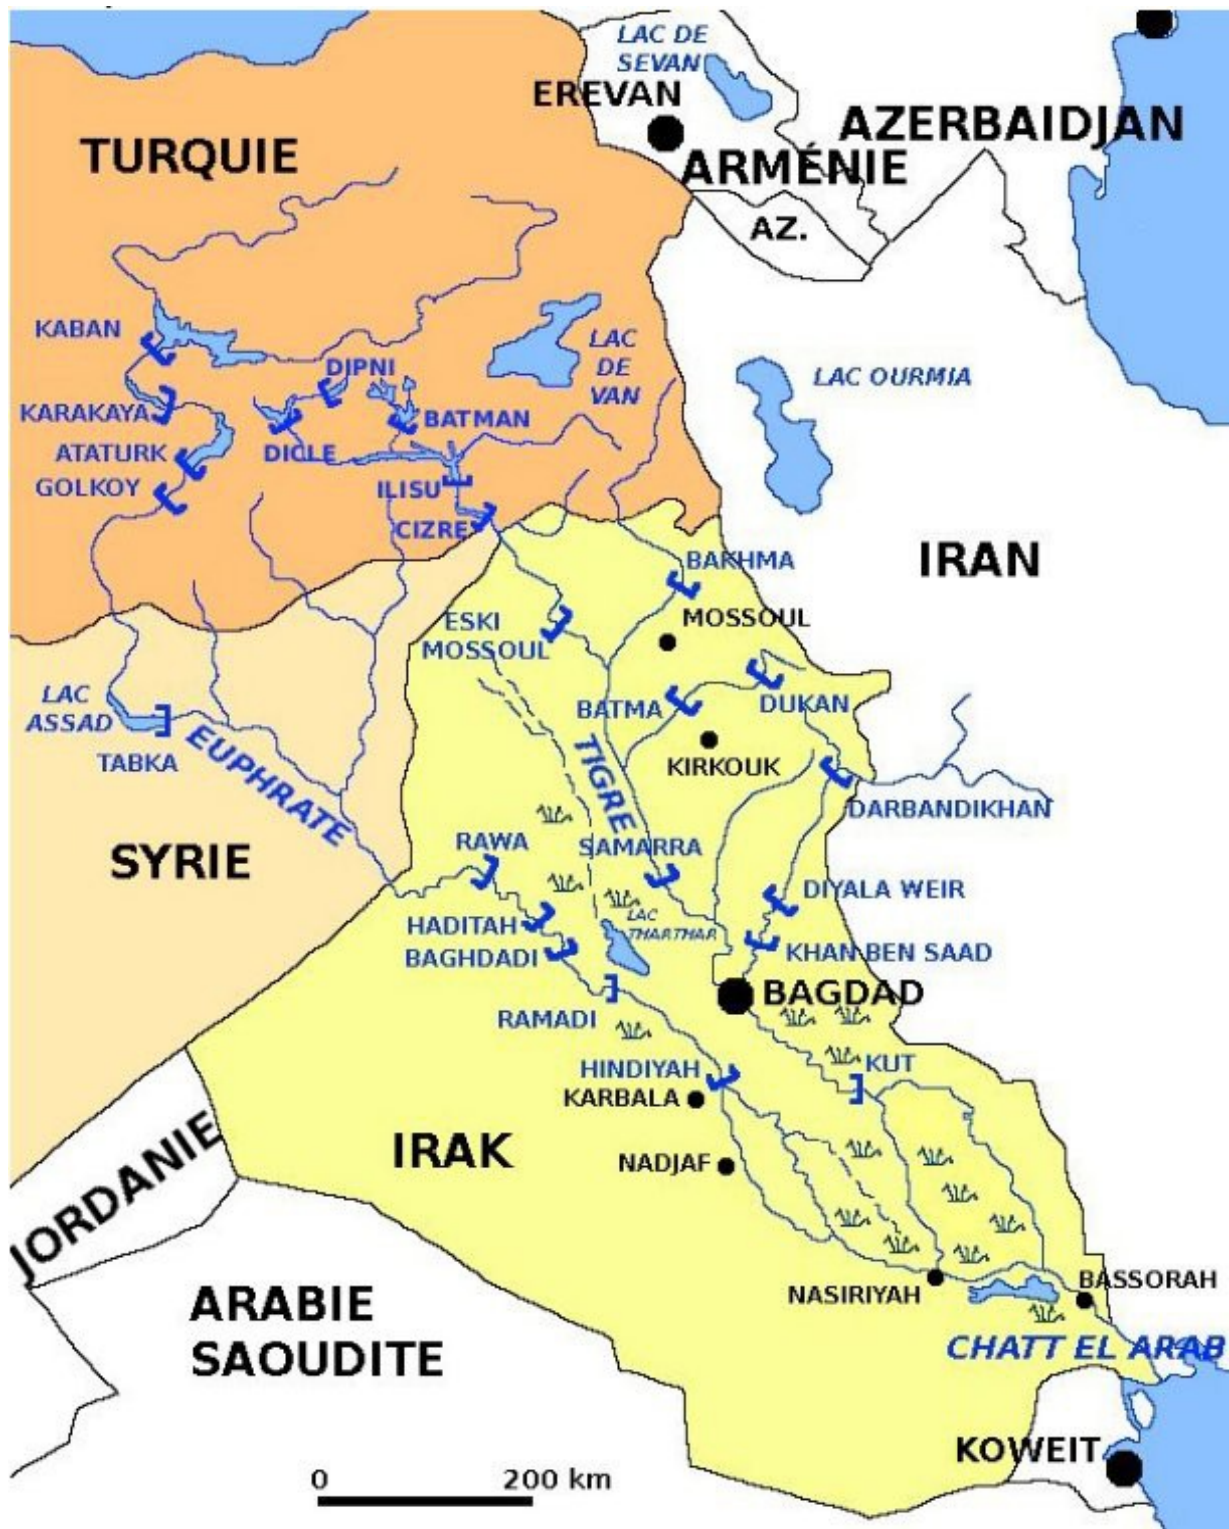 LAC DE
SEVAN
EREVAN
AZERBAIDJAN
TURQUIE
ARMÉNIE
AZ.
KABAN
LAC
DE
VAN
DIPNI
LAC OURMIA
KARAKAYA
BATMAN
ATATURK
DICLE
GOLKOY
ILISU
CIZRE
IRAN
BAKHMA
MOSSOUL
ESKI
MOSSOUL
LAC
ASSAD
BATMA
DUKAN
TABKA
EUPHRATE
TIGRE
KIRKOUK
DARBANDIKHAN
SYRIE
RAWA
SAMARRA
DIYALA WEIR
HADITAH
LAC
THARTHAR
BAGHDADI
KHAN BEN SAAD
BAGDAD
RAMADI
HINDIYAH
KUT
KARBALA
IRAK
NADJAF
JORDANIE
NASIRIYAH
BASSORAH
ARABIE
SAOUDITE
CHATT EL ARAB
KOWEIT
0 200 km